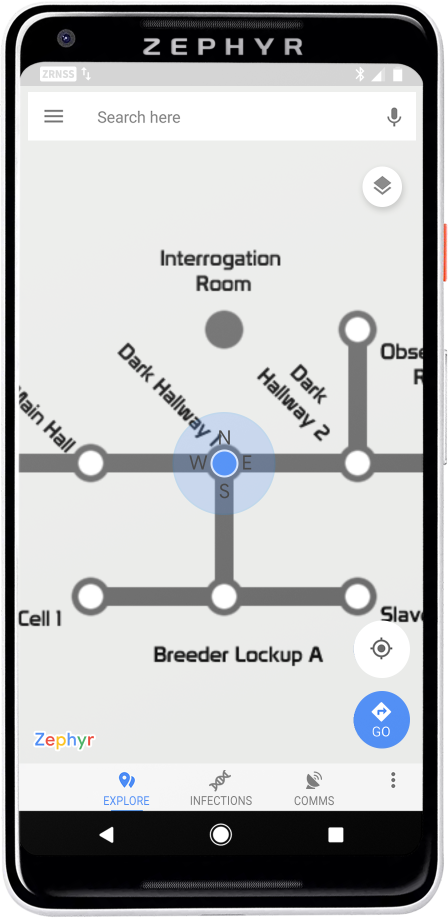 ZEPHYR
ZRNSS
Search here
Interrogation
Room
Obse
R
Dark
Hallway 2
Dark Hallway 1
Main Hall
N
W E
S
Cell 1
Slave
Breeder Lockup A
GO
Zephyr
EXPLORE INFECTIONS COMMS